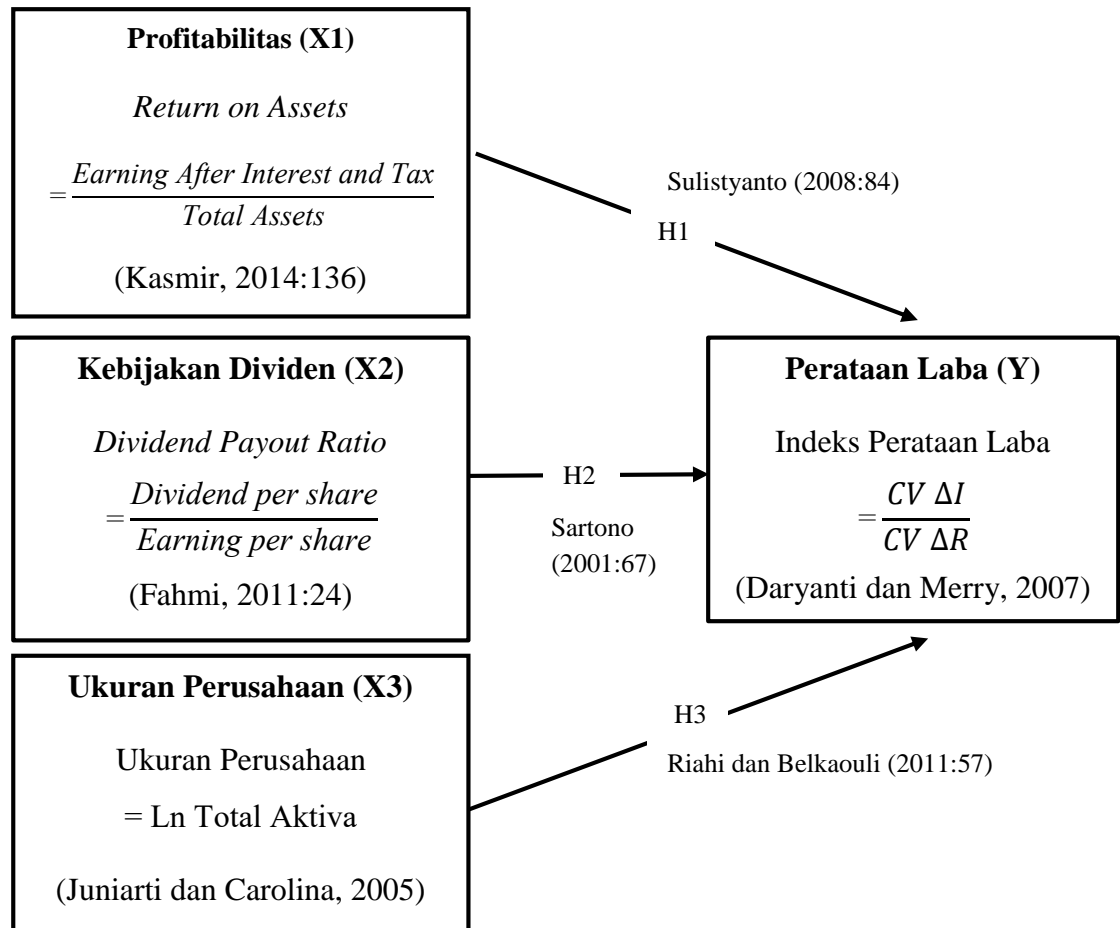 Profitabilitas (X1)
Return on Assets
= Earning After Interest and Tax
Total Assets
(Kasmir, 2014:136)
Sulistyanto (2008:84)
H1
Kebijakan Dividen (X2)
Dividend Payout Ratio
= Dividend per share
Earning per share
(Fahmi, 2011:24)
H2
Sartono
(2001:67)
Perataan Laba (Y)
Indeks Perataan Laba
= CV ΔI
CV ΔR
(Daryanti dan Merry, 2007)
Ukuran Perusahaan (X3)
Ukuran Perusahaan
= Ln Total Aktiva
(Juniarti dan Carolina, 2005)
H3
Riahi dan Belkaouli (2011:57)